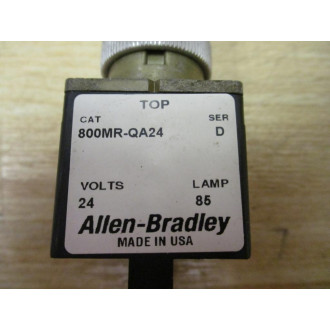 TOP
CAT SER
800MR-QA24 D
VOLTS LAMP
24 85
Allen-Bradley
MADE IN USA